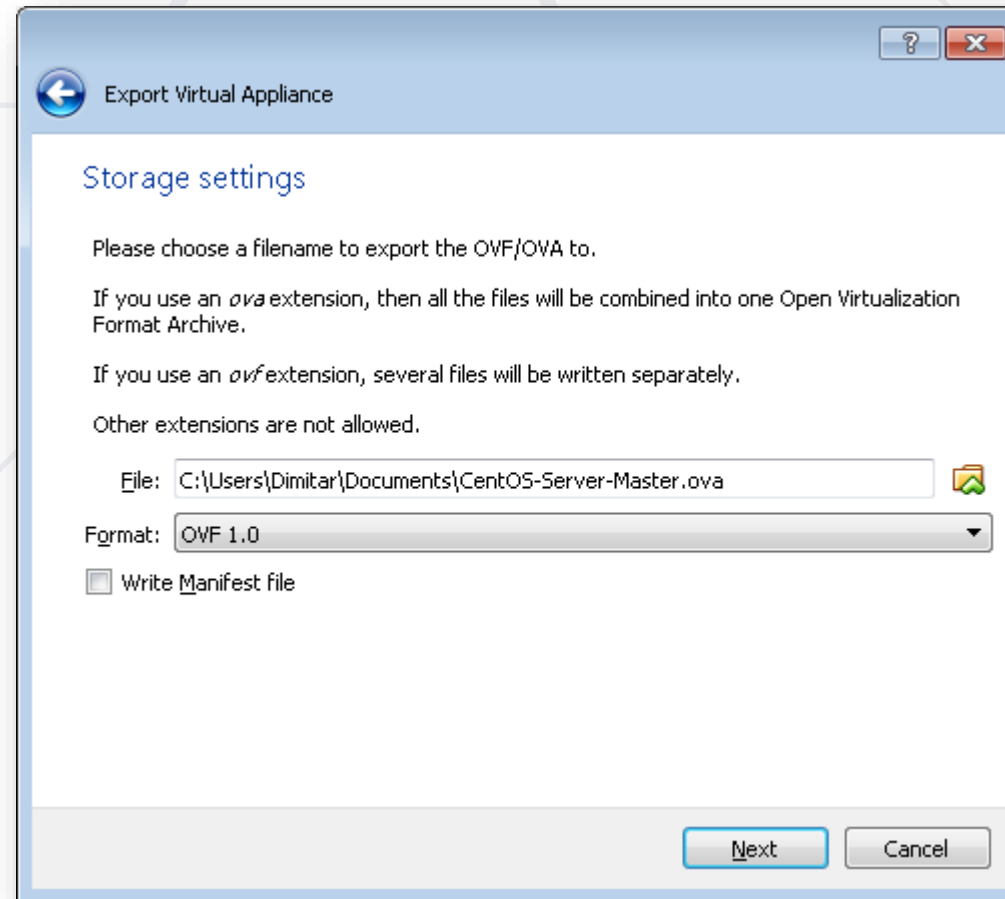 Export Virtual Appliance
Storage settings
Please choose a filename to export the OVF/OVA to.
If you use an ova extension, then all the files will be combined into one Open Virtualization
Format Archive.
If you use an ovf extension, several files will be written separately.
Other extensions are not allowed.
File: C:\Users\Dimitar\Documents\CentOS-Server-Master.ova
Format: OVF 1.0
Write Manifest file
Next Cancel